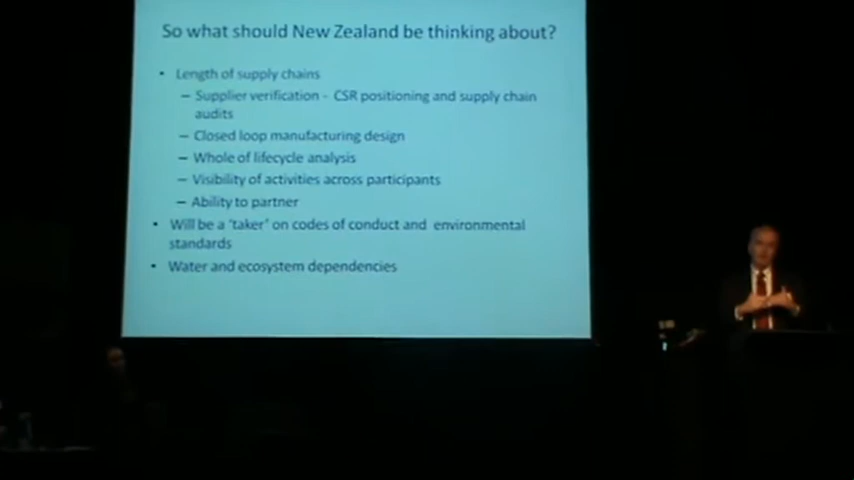 So what should New Zealand be thinking about?
• Length of supply chains
– Supplier verification - CSR positioning and supply chain
audits
– Closed loop manufacturing design
– Whole of lifecycle analysis
– Visibility of activities across participants
– Ability to partner
• Will be a 'taker' on codes of conduct and environmental
standards
• Water and ecosystem dependencies